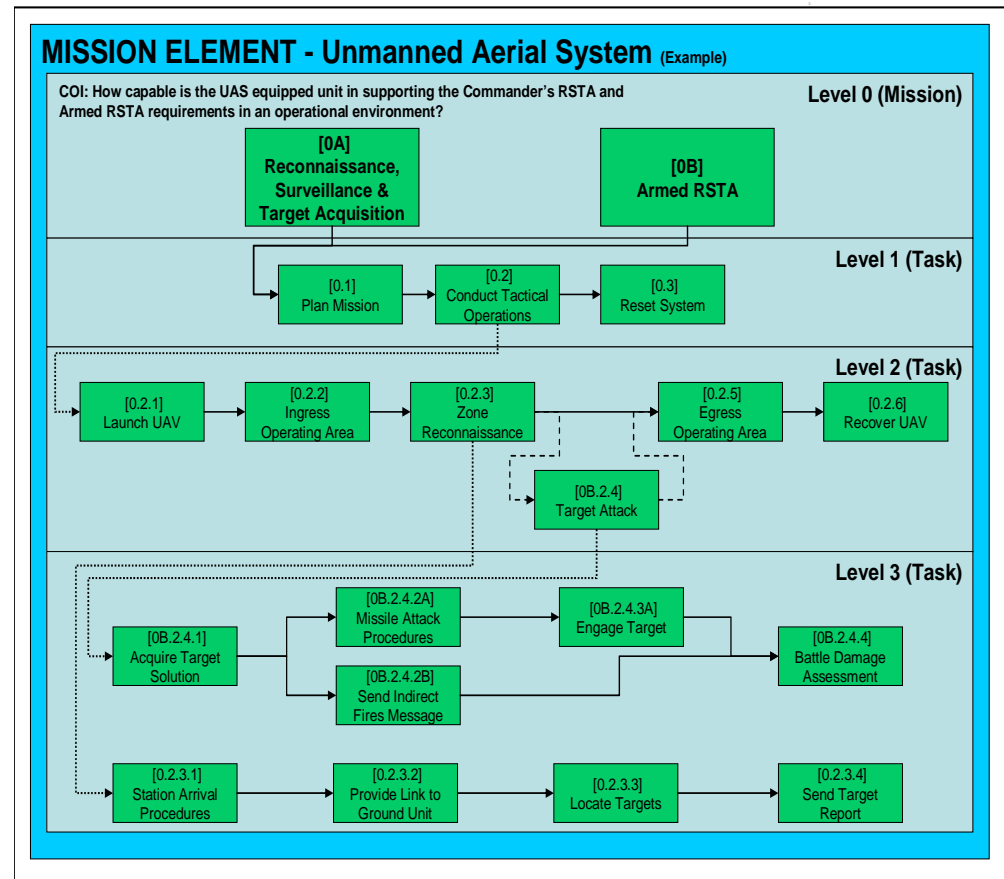 MISSION ELEMENT - Unmanned Aerial System (Example)
COI: How capable is the UAS equipped unit in supporting the Commander's RSTA and
Armed RSTA requirements in an operational environment?
Level 0 (Mission)
[0A]
Reconnaissance,
Surveillance &
Target Acquisition
[0B]
Armed RSTA
Level 1 (Task)
[0.1]
Plan Mission
[0.2]
Conduct Tactical
Operations
[0.3]
Reset System
Level 2 (Task)
[0.2.1]
Launch UAV
[0.2.2]
Ingress
Operating Area
[0.2.3]
Zone
Reconnaissance
[0.2.5]
Egress
Operating Area
[0.2.6]
Recover UAV
[0B.2.4]
Target Attack
Level 3 (Task)
[0B.2.4.1]
Acquire Target
Solution
[0B.2.4.2A]
Missile Attack
Procedures
[0B.2.4.3A]
Engage Target
[0B.2.4.2B]
Send Indirect
Fires Message
[0B.2.4.4]
Battle Damage
Assessment
[0.2.3.1]
Station Arrival
Procedures
[0.2.3.2]
Provide Link to
Ground Unit
[0.2.3.3]
Locate Targets
[0.2.3.4]
Send Target
Report